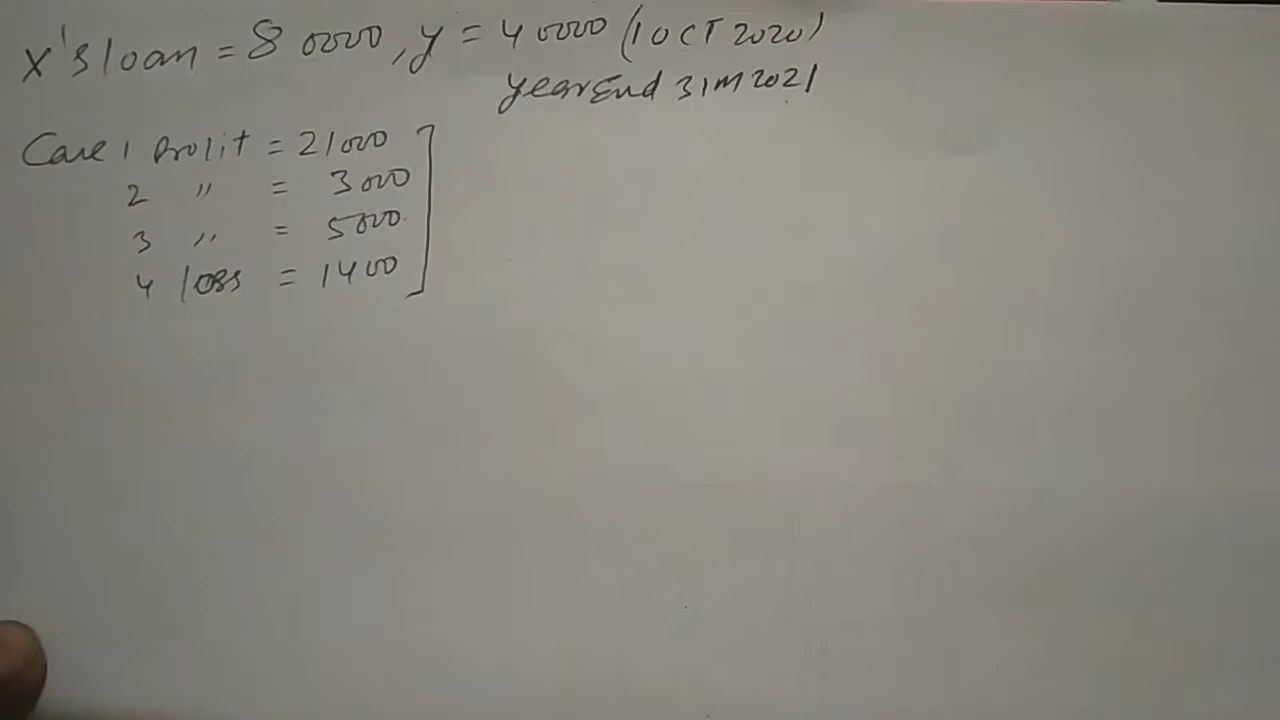 X's loan = 80000, y = 40000 (1 OCT 2020)
year End 31 M 2021
Case 1 Profit = 21000
2 " = 3000
3 " = 5000
4 loss = 1400